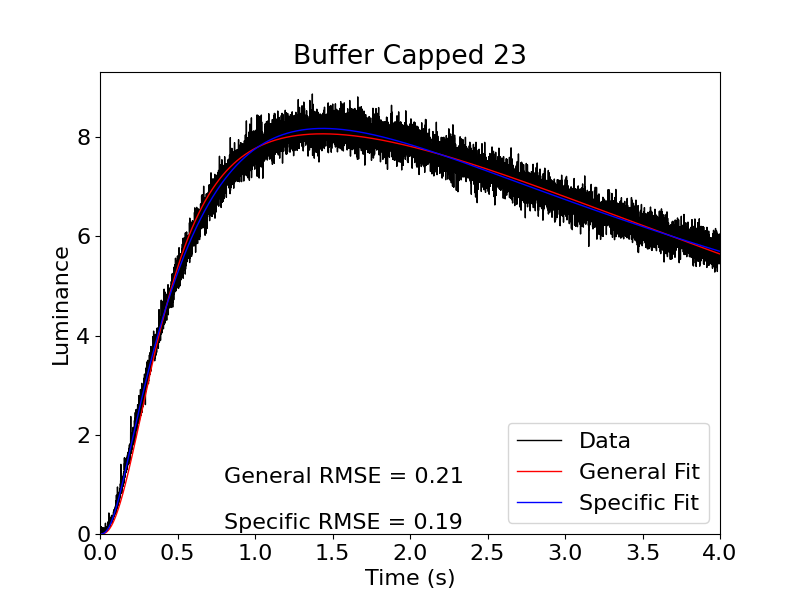 Buffer Capped 23
Luminance
8
6
4
2
0
General RMSE = 0.21
Specific RMSE = 0.19
Data
General Fit
Specific Fit
0.0 0.5 1.0 1.5 2.0 2.5 3.0 3.5 4.0
Time (s)